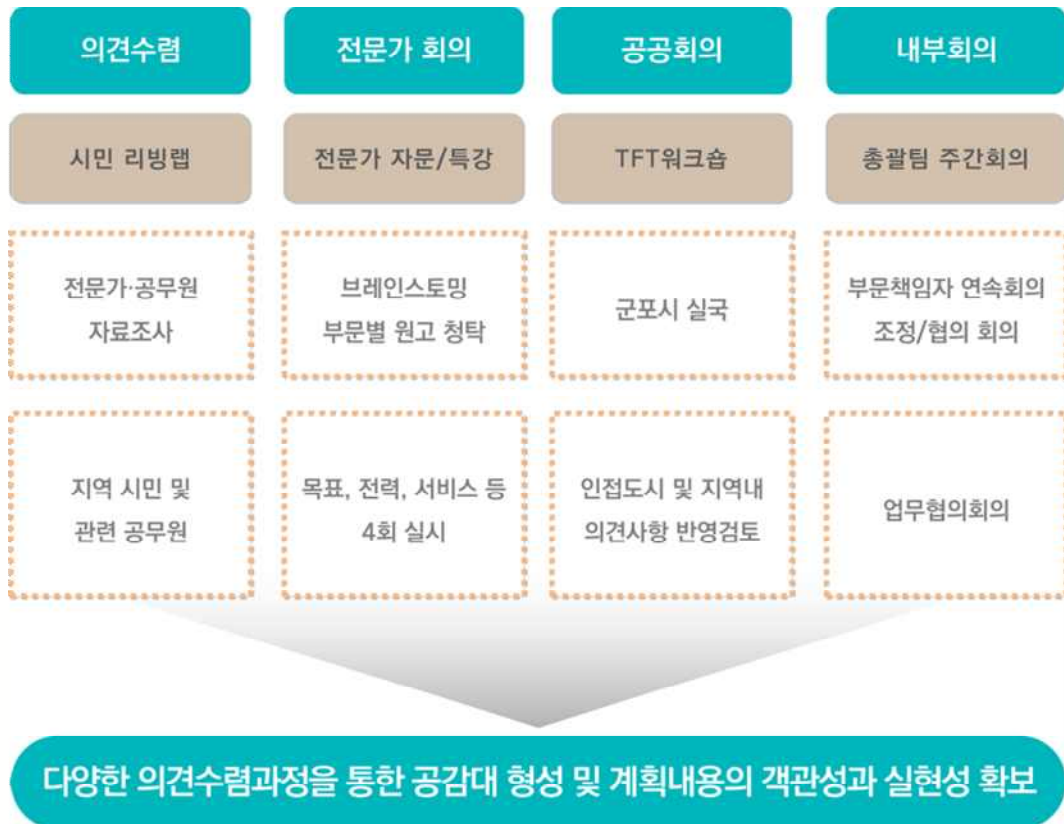 의견수렴
전문가 회의
공공회의
내부회의
시민 리빙랩
전문가 자문/특강
TFT워크숍
총괄팀 주간회의
전문가·공무원
자료조사
브레인스토밍
부문별 원고 청탁
군포시 실국
부문책임자 연속회의
조정/협의 회의
지역 시민 및
관련 공무원
목표, 전력, 서비스 등
4회 실시
인접도시 및 지역내
의견사항 반영검토
업무협의회의
다양한 의견수렴과정을 통한 공감대 형성 및 계획내용의 객관성과 실현성 확보